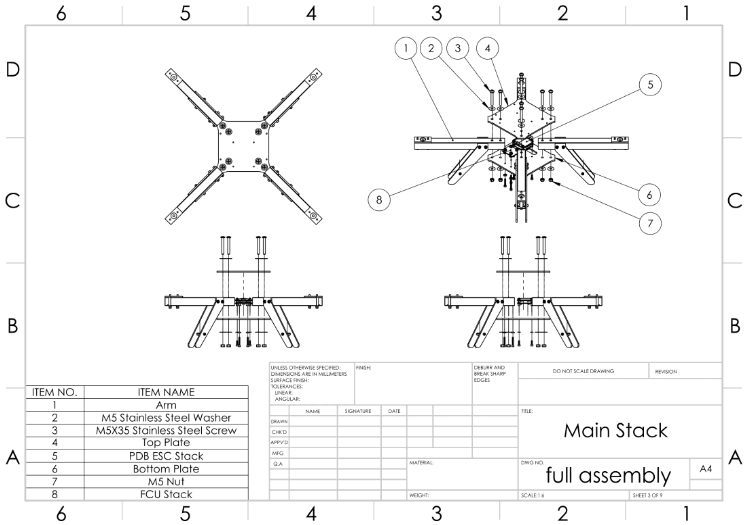 6 5 4 3 2 1
D D
1 2 3 4
5
C C
8 6
7
B B
UNLESS OTHERWISE SPECIFIED:
DIMENSIONS ARE IN MILLIMETERS
SURFACE FINISH:
TOLERANCES:
LINEAR:
ANGULAR:
FINISH:
DEBURR AND
BREAK SHARP
EDGES
DO NOT SCALE DRAWING
REVISION
ITEM NO. ITEM NAME
1 Arm
2 M5 Stainless Steel Washer
3 M5X35 Stainless Steel Screw
4 Top Plate
5 PDB ESC Stack
6 Bottom Plate
7 M5 Nut
8 FCU Stack
NAME SIGNATURE DATE
DRAWN
CHK'D
APPV'D
MFG
Q.A
MATERIAL:
WEIGHT:
TITLE:
Main Stack
DWG NO.
full assembly
A4
SCALE:1:6
SHEET 3 OF 9
A A
6 5 4 3 2 1